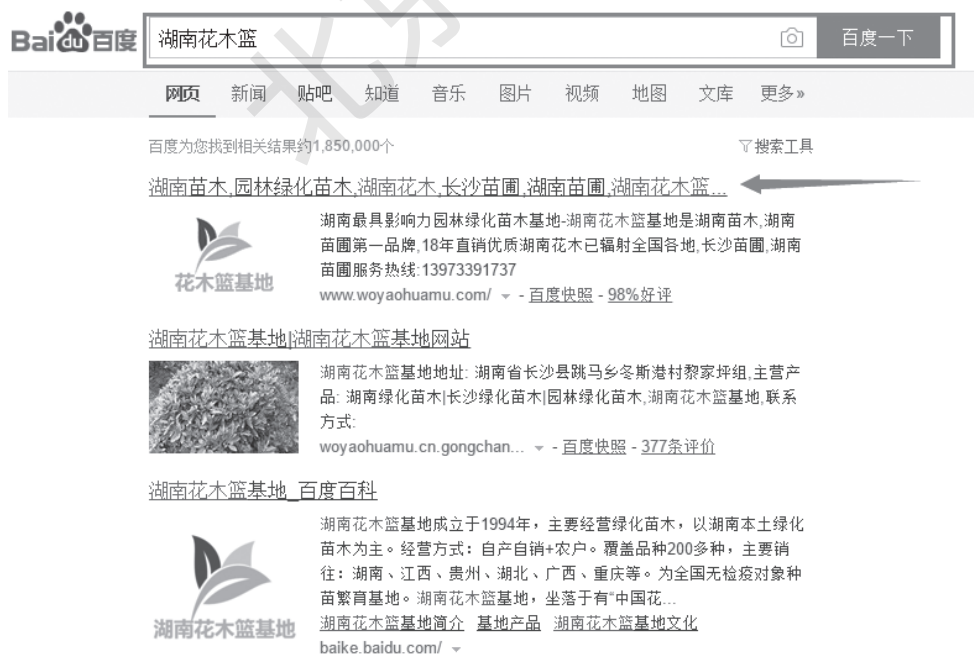 Bai du 百度
湖南花木篮
百度一下
网页 新闻 贴吧 知道 音乐 图片 视频 地图 文库 更多»
百度为您找到相关结果约1,850,000个
搜索工具
湖南苗木,园林绿化苗木,湖南花木,长沙苗圃,湖南苗圃,湖南花木篮...
花木篮基地
湖南最具影响力园林绿化苗木基地-湖南花木篮基地是湖南苗木,湖南
苗圃第一品牌,18年直销优质湖南花木已辐射全国各地,长沙苗圃,湖南
苗圃服务热线:13973391737
www.woyaohuamu.com/ - 百度快照 - 98%好评
湖南花木篮基地|湖南花木篮基地网站
湖南花木篮基地地址: 湖南省长沙县跳马乡冬斯港村黎家坪组,主营产
品: 湖南绿化苗木|长沙绿化苗木|园林绿化苗木,湖南花木篮基地,联系
方式:
woyaohuamu.cn.gongchan... - 百度快照 - 377条评价
湖南花木篮基地_百度百科
湖南花木篮基地
湖南花木篮基地成立于1994年，主要经营绿化苗木，以湖南本土绿化
苗木为主。经营方式：自产自销+农户。覆盖品种200多种，主要销
往：湖南、江西、贵州、湖北、广西、重庆等。为全国无检疫对象种
苗繁育基地。湖南花木篮基地，坐落于有“中国花...
湖南花木篮基地简介 基地产品 湖南花木篮基地文化
baike.baidu.com/
北京